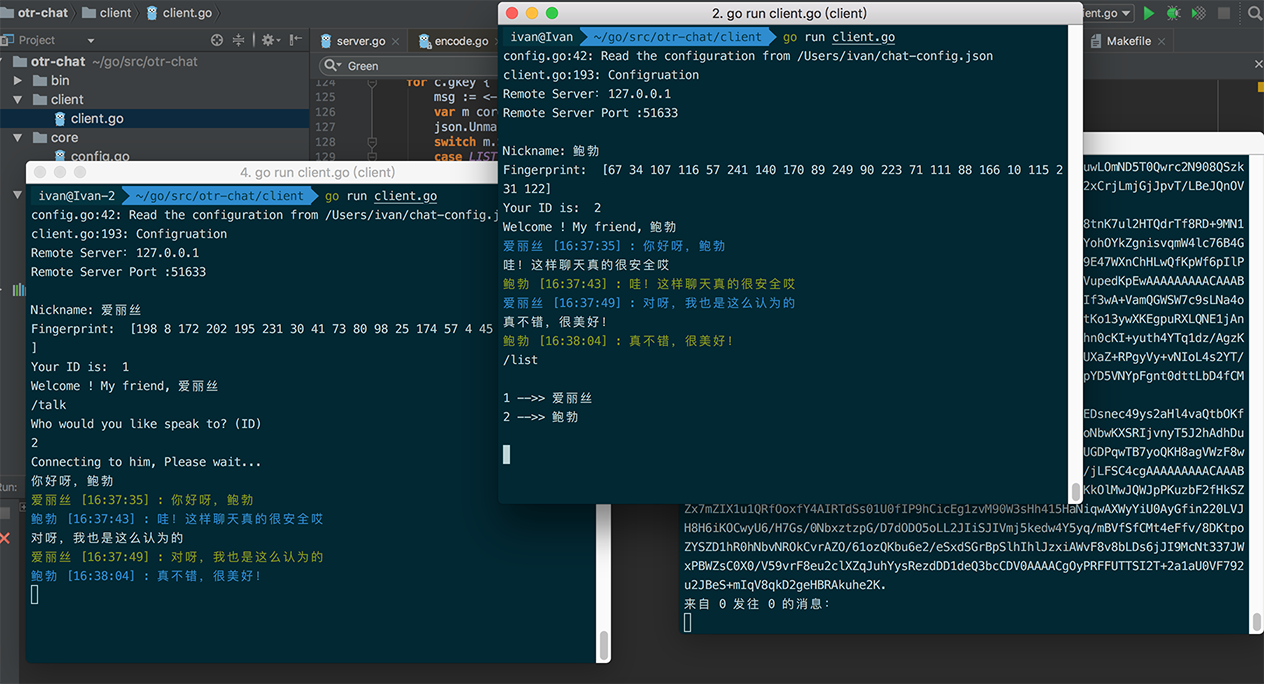 otr-chat
client
client.go
ent.go
Project
server.go
encode.go
Makefile
otr-chat ~/go/src/otr-chat
bin
client
client.go
core
config.go
Green
124
125
126
127
128
129
for c.gkey {
msg := <-
var m cor
json.Unma
switch m.
case LIST
2. go run client.go (client)
ivan@Ivan ~/go/src/otr-chat/client go run client.go
config.go:42: Read the configuration from /Users/ivan/chat-config.json
client.go:193: Configruation
Remote Server: 127.0.0.1
Remote Server Port :51633
Nickname: 鲍勃
Fingerprint:  [67 34 107 116 57 241 140 170 89 249 90 223 71 111 88 166 10 115 2
31 122]
Your ID is:  2
Welcome ! My friend, 鲍勃
爱丽丝 [16:37:35] : 你好呀，鲍勃
哇！这样聊天真的很安全哎
鲍勃 [16:37:43] : 哇！这样聊天真的很安全哎
爱丽丝 [16:37:49] : 对呀，我也是这么认为的
真不错，很美好！
鲍勃 [16:38:04] : 真不错，很美好！
/list
1 -->> 爱丽丝
2 -->> 鲍勃
4. go run client.go (client)
ivan@Ivan-2 ~/go/src/otr-chat/client go run client.go
config.go:42: Read the configuration from /Users/ivan/chat-config.j
client.go:193: Configruation
Remote Server: 127.0.0.1
Remote Server Port :51633
Nickname: 爱丽丝
Fingerprint:  [198 8 172 202 195 231 30 41 73 80 98 25 174 57 4 45
]
Your ID is:  1
Welcome ! My friend, 爱丽丝
/talk
Who would you like speak to? (ID)
2
Connecting to him, Please wait...
你好呀，鲍勃
爱丽丝 [16:37:35] : 你好呀，鲍勃
鲍勃 [16:37:43] : 哇！这样聊天真的很安全哎
对呀，我也是这么认为的
爱丽丝 [16:37:49] : 对呀，我也是这么认为的
鲍勃 [16:38:04] : 真不错，很美好！
uwLOmND5T0Qwrc2N908QSzk
2xCrjLmjGjJpvT/LBeJQnOV
8tnK7ul2HTQdrTf8RD+9MN1
YohOYkZgnisvqmW4lc76B4G
9E47WXnChHLwQfKpWf6pIlP
VupedKpEwAAAAAAAACAAAB
If3wA+VamQGWSW7c9sLNa4o
tKo13ywXKEgpuRXLQNE1jAn
hn0cKI+yuth4YTq1dz/AgzK
UXaZ+RPgyVy+vNIoL4s2YT/
pYD5VNYpFgnt0dttLbD4fCM
EDsnec49ys2aHl4vaQtbOKf
oNbwKXSRIjvnyT5J2hAdhDu
UGDPqwTB7yoQKH8agVWzF8w
/jLFSC4cgAAAAAAAAACAAAB
KkOlMwJQWJpPKuzbF2fHkSZ
Zx7mZIX1u1QRfOoxfY4AIRTdSs01U0fIP9hCicEg1zvM90W3sHh415HaNiqwAXWyYiU0AyGfin220LVJ
H8H6iKOCwyU6/H7Gs/0NbxztzpG/D7dODO5oLL2JIiSJIVmj5kedw4Y5yq/mBVfSfCMt4eFfv/8DKtpo
ZYSZD1hR0hNbvNROkCvrAZO/61ozQKbu6e2/eSxdSGrBpSlhIhlJzxiAWvF8v8bLDs6jJI9McNt337JW
xPBWZsC0X0/V59vrF8eu2clXZqJuhYysRezdDD1deQ3bcCDV0AAAACgOyPRFFUTTSI2T+2a1aU0VF792
u2JBeS+mIqV8qkD2geHBRAkuhe2K.
来自 0 发往 0 的消息：
tun: